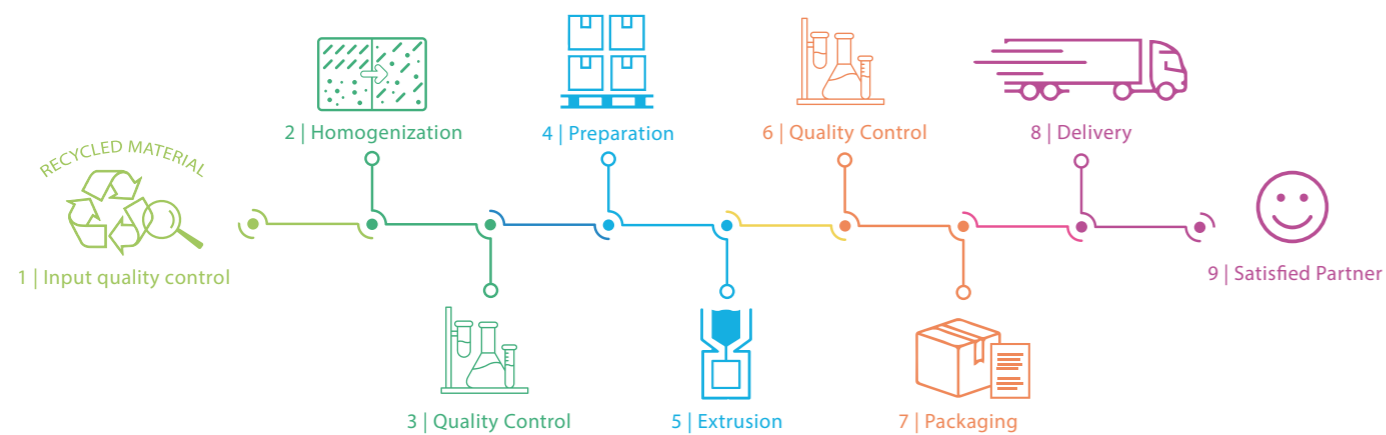 RECYCLED MATERIAL
1 | Input quality control
2 | Homogenization
3 | Quality Control
4 | Preparation
5 | Extrusion
6 | Quality Control
7 | Packaging
8 | Delivery
9 | Satisfied Partner